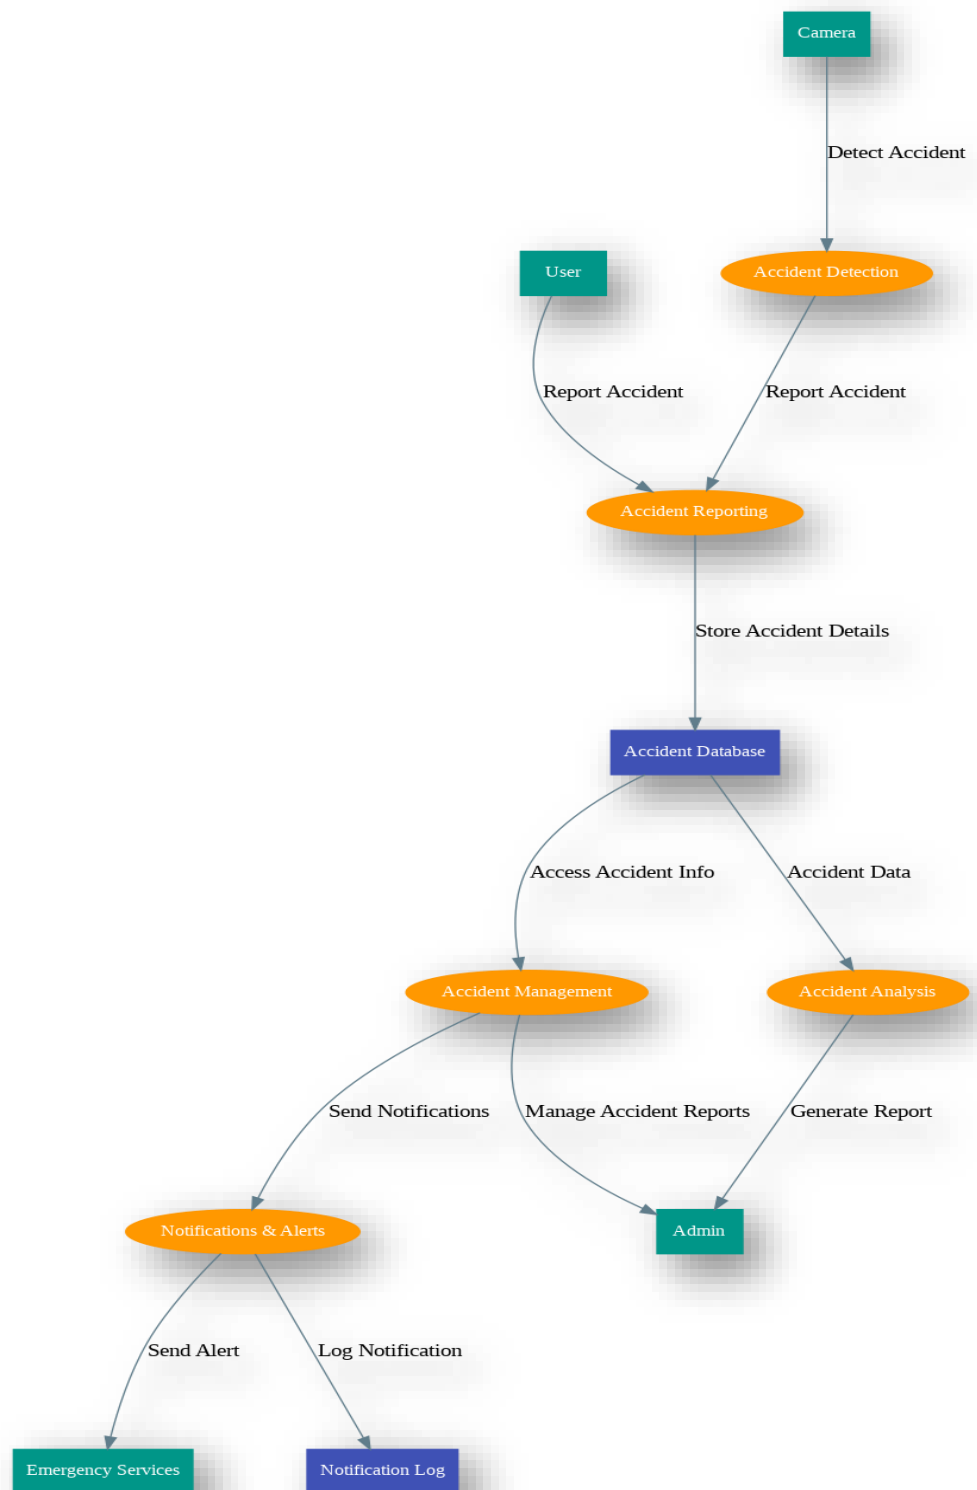 Camera
Detect Accident
User
Accident Detection
Report Accident
Report Accident
Accident Reporting
Store Accident Details
Accident Database
Access Accident Info
Accident Data
Accident Management
Accident Analysis
Send Notifications
Manage Accident Reports
Generate Report
Notifications & Alerts
Admin
Send Alert
Log Notification
Emergency Services
Notification Log